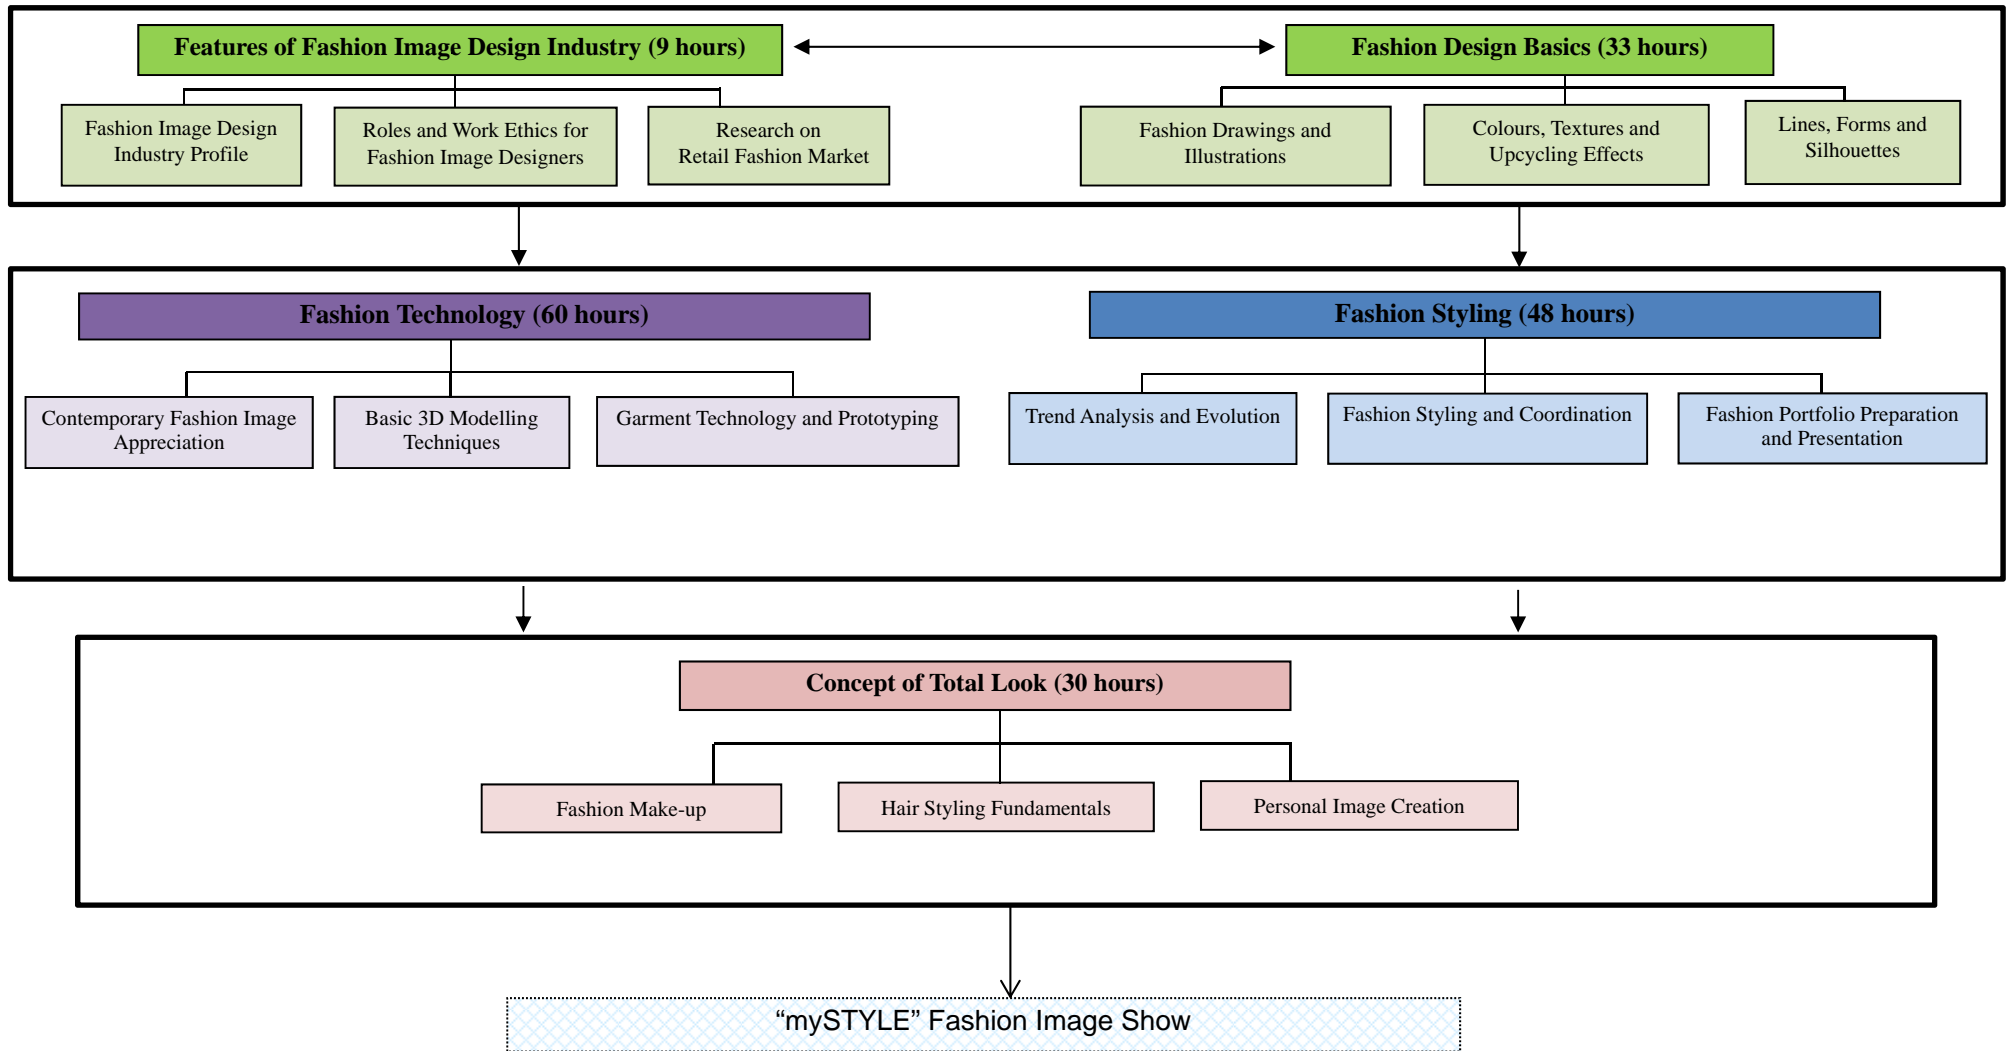 Features of Fashion Image Design Industry (9 hours)
Fashion Design Basics (33 hours)
Fashion Image Design
Industry Profile
Roles and Work Ethics for
Fashion Image Designers
Research on
Retail Fashion Market
Fashion Drawings and
Illustrations
Colours, Textures and
Upcycling Effects
Lines, Forms and
Silhouettes
Fashion Technology (60 hours)
Fashion Styling (48 hours)
Contemporary Fashion Image
Appreciation
Basic 3D Modelling
Techniques
Garment Technology and Prototyping
Trend Analysis and Evolution
Fashion Styling and Coordination
Fashion Portfolio Preparation
and Presentation
Concept of Total Look (30 hours)
Fashion Make-up
Hair Styling Fundamentals
Personal Image Creation
“mySTYLE” Fashion Image Show